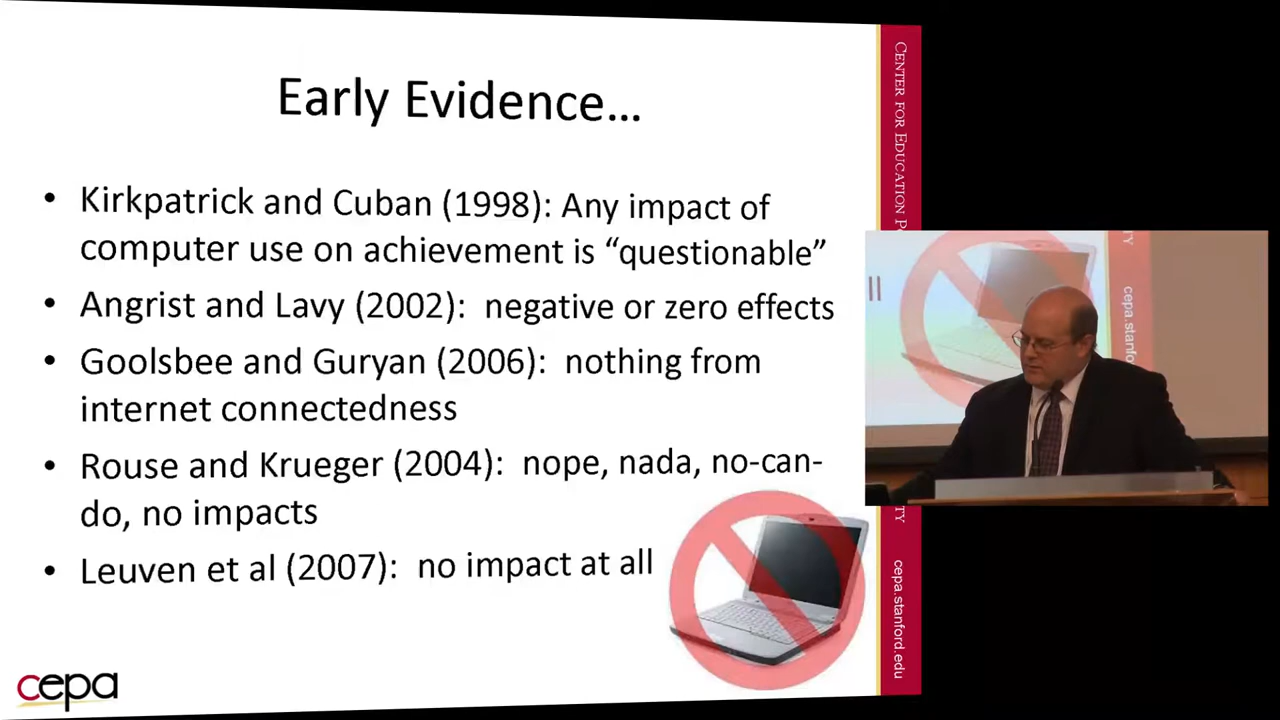 Early Evidence...
• Kirkpatrick and Cuban (1998): Any impact of
computer use on achievement is “questionable”
• Angrist and Lavy (2002): negative or zero effects
• Goolsbee and Guryan (2006): nothing from
internet connectedness
• Rouse and Krueger (2004): nope, nada, no-can-
do, no impacts
• Leuven et al (2007): no impact at all
cepa
CENTER FOR EDUCATION
cepa.stanford.edu
ll
cepa.stan